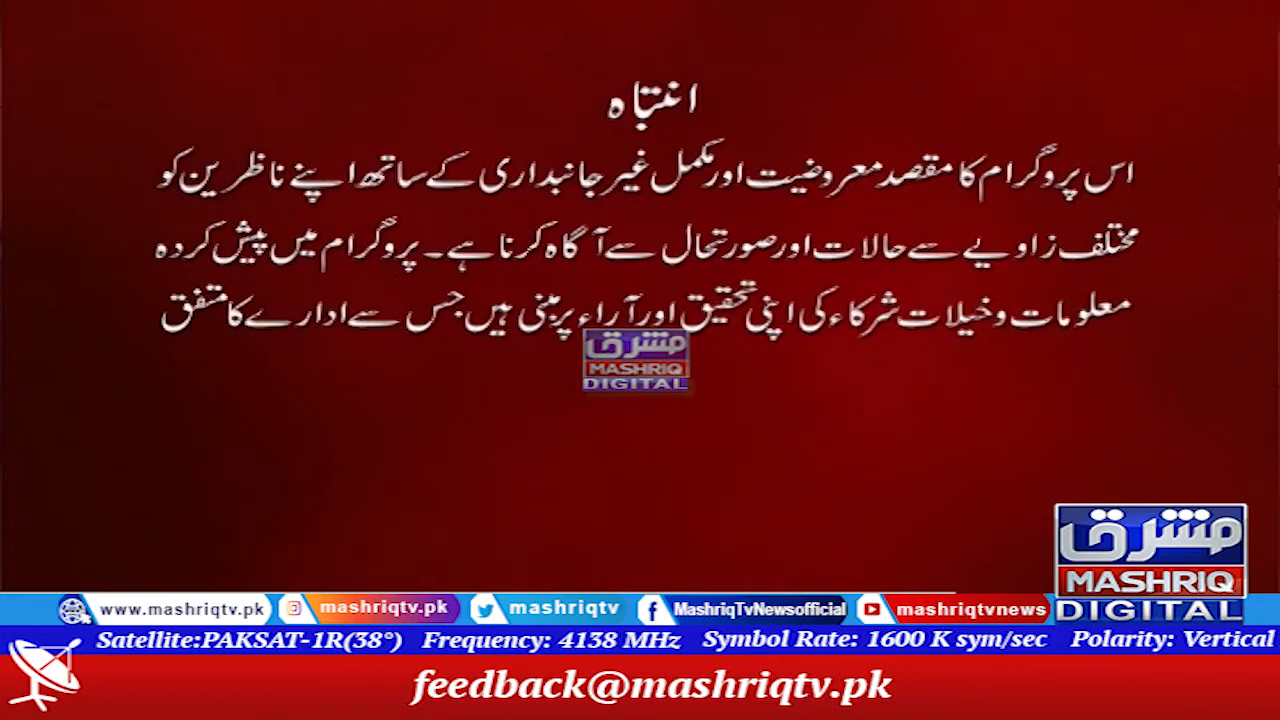 انتباہ
اس پروگرام کا مقصد معروضیت اور مکمل غیر جانبداری کے ساتھ اپنے ناظرین کو
مختلف زاویے سے حالات اور صورتحال سے آگاہ کرنا ہے۔ پروگرام میں پیش کردہ
معلومات و خیلات شرکاء کی اپنی تحقیق اور آراء پر مبنی ہیں جس سے ادارے کا متفق
مشرق
MASHRIQ
DIGITAL
مشرق
MASHRIQ
DIGITAL
www.mashriqtv.pk mashriqtv.pk mashriqtv MashriqTvNewsofficial mashriqtvnews
Satellite:PAKSAT-1R(38°) Frequency: 4138 MHz Symbol Rate: 1600 K sym/sec Polarity: Vertical
feedback@mashriqtv.pk